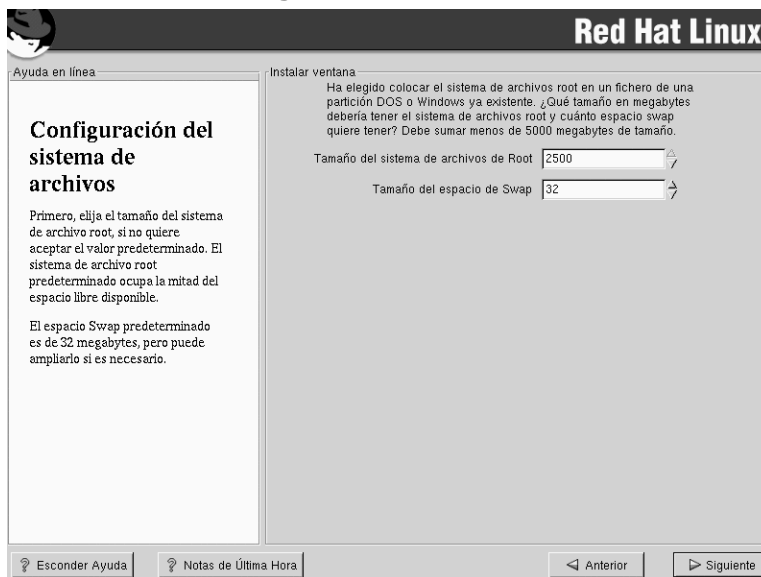 Red Hat Linux
Ayuda en línea
Configuración del
sistema de
archivos
Primero, elija el tamaño del sistema
de archivo root, si no quiere
aceptar el valor predeterminado. El
sistema de archivo root
predeterminado ocupa la mitad del
espacio libre disponible.
El espacio Swap predeterminado
es de 32 megabytes, pero puede
ampliarlo si es necesario.
Instalar ventana
Ha elegido colocar el sistema de archivos root en un fichero de una
partición DOS o Windows ya existente. ¿Qué tamaño en megabytes
debería tener el sistema de archivos root y cuánto espacio swap
quiere tener? Debe sumar menos de 5000 megabytes de tamaño.
Tamaño del sistema de archivos de Root 2500
Tamaño del espacio de Swap 32
Esconder Ayuda
Notas de Última Hora
Anterior
Siguiente